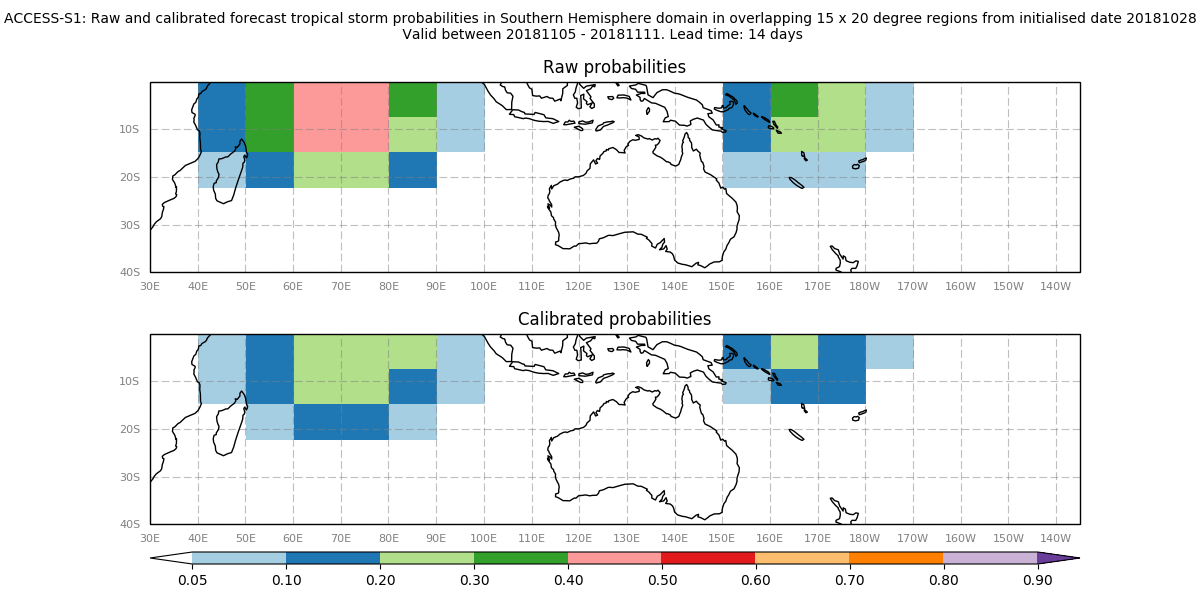 ACCESS-S1: Raw and calibrated forecast tropical storm probabilities in Southern Hemisphere domain in overlapping 15 x 20 degree regions from initialised date 20181028
Valid between 20181105 - 20181111. Lead time: 14 days
Raw probabilities
10S
20S
30S
40S
30E 40E 50E 60E 70E 80E 90E 100E 110E 120E 130E 140E 150E 160E 170E 180W 170W 160W 150W 140W
Calibrated probabilities
10S
20S
30S
40S
30E 40E 50E 60E 70E 80E 90E 100E 110E 120E 130E 140E 150E 160E 170E 180W 170W 160W 150W 140W
0.05 0.10 0.20 0.30 0.40 0.50 0.60 0.70 0.80 0.90